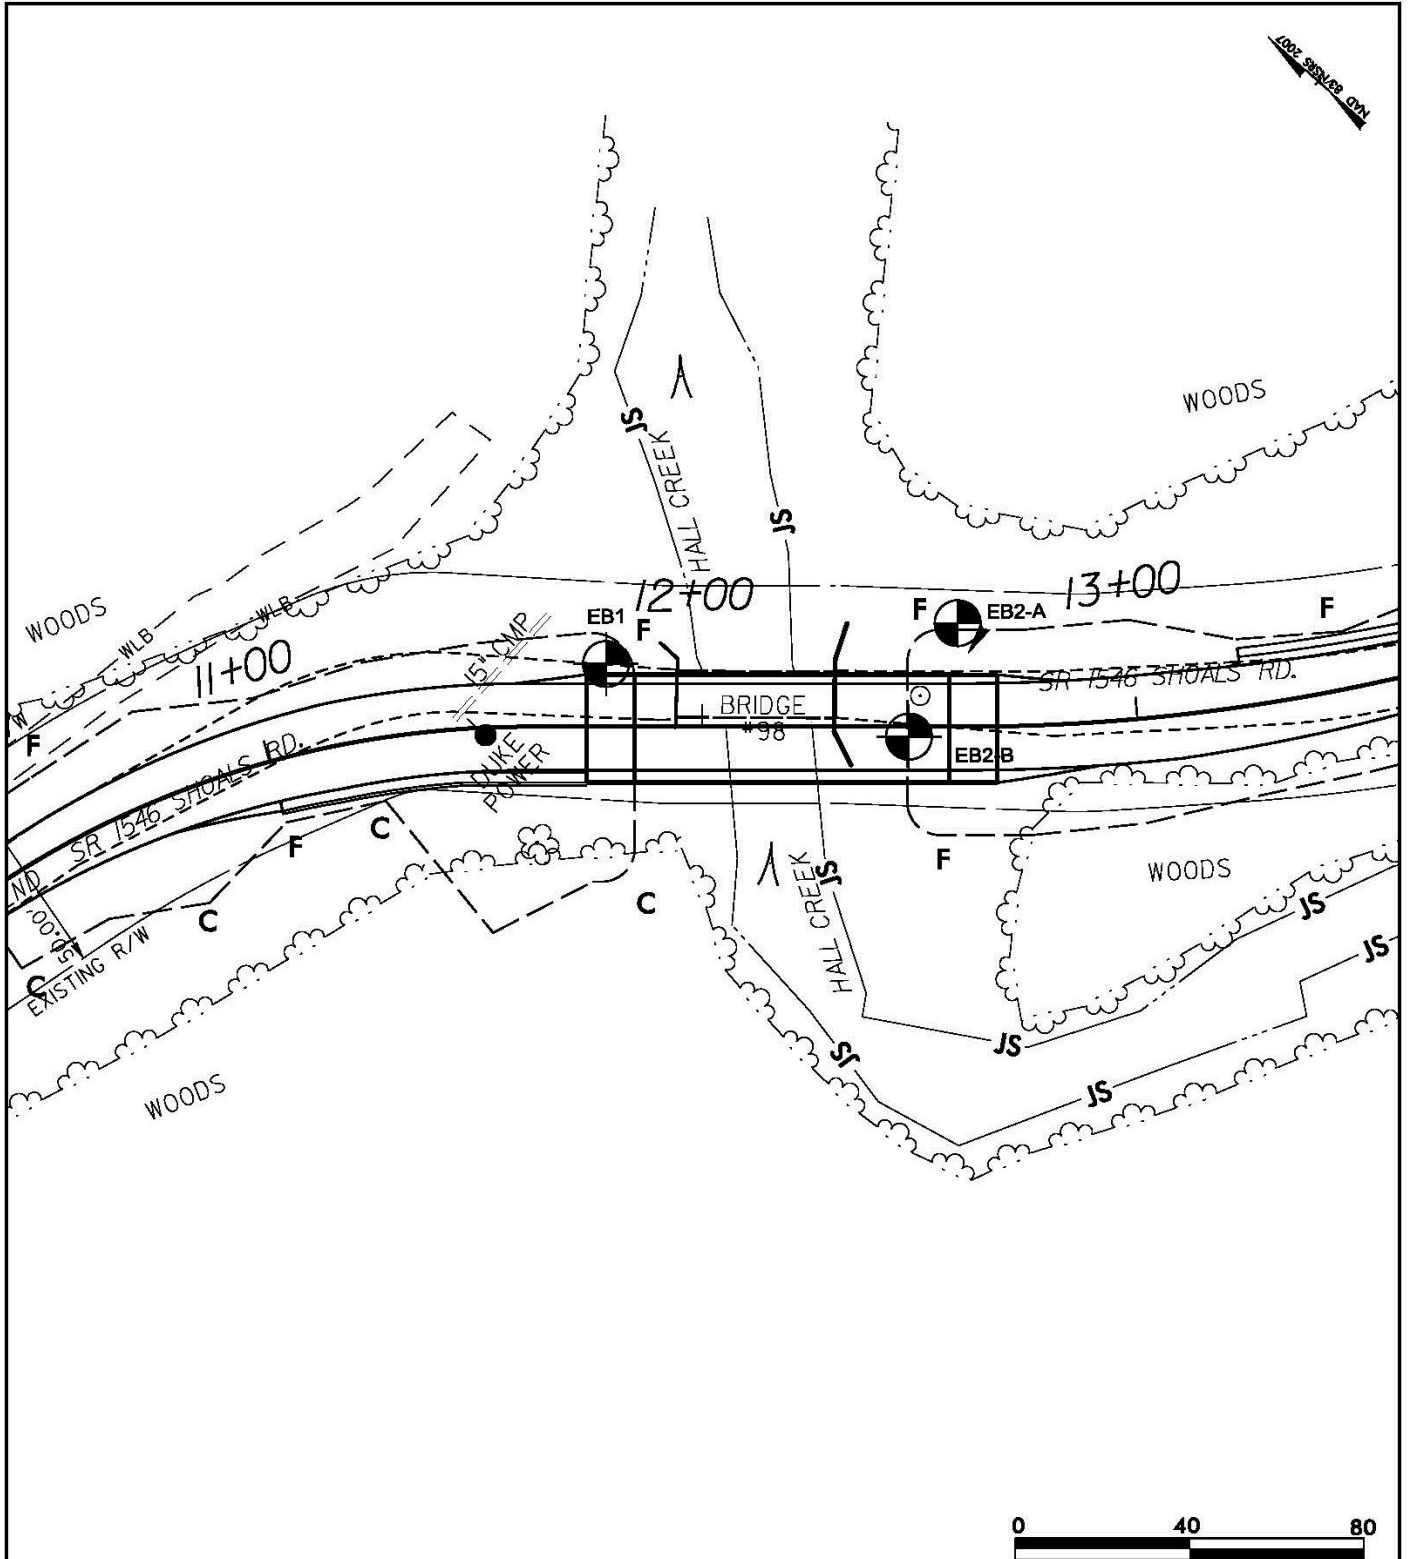 NAD 83/NSRS 2007
WOODS
JS
HALL CREEK
JS
12+00
13+00
WOODS
WLB
WLB
11+00
15" CMP
EB1
F
F
EB2-A
F
W
F
BRIDGE
#98
SR 1546 SHOALS RD.
SR 1546 SHOALS RD.
DUKE
POWER
EB2-B
ND
F
C
F
C
C
C
50.00'
EXISTING R/W
HALL CREEK
JS
WOODS
JS
JS
JS
JS
JS
WOODS
0 40 80